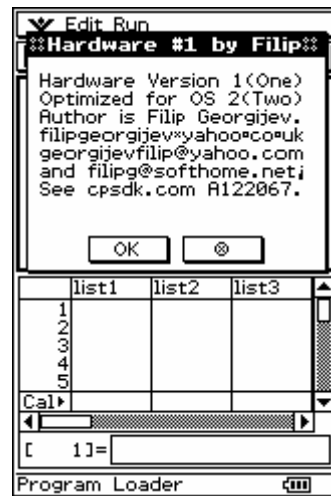 Edit Run
Hardware #1 by Filip
Hardware Version 1(One)
Optimized for OS 2(Two)
Author is Filip Georgijev.
filipgeorgijev*yahoo•co•uk
georgijevfilip@yahoo.com
and filipg@softhome.net¡
See cpsdk.com A122067.
OK
list1 list2 list3
1
2
3
4
5
Cal▸
[ 1]=
Program Loader